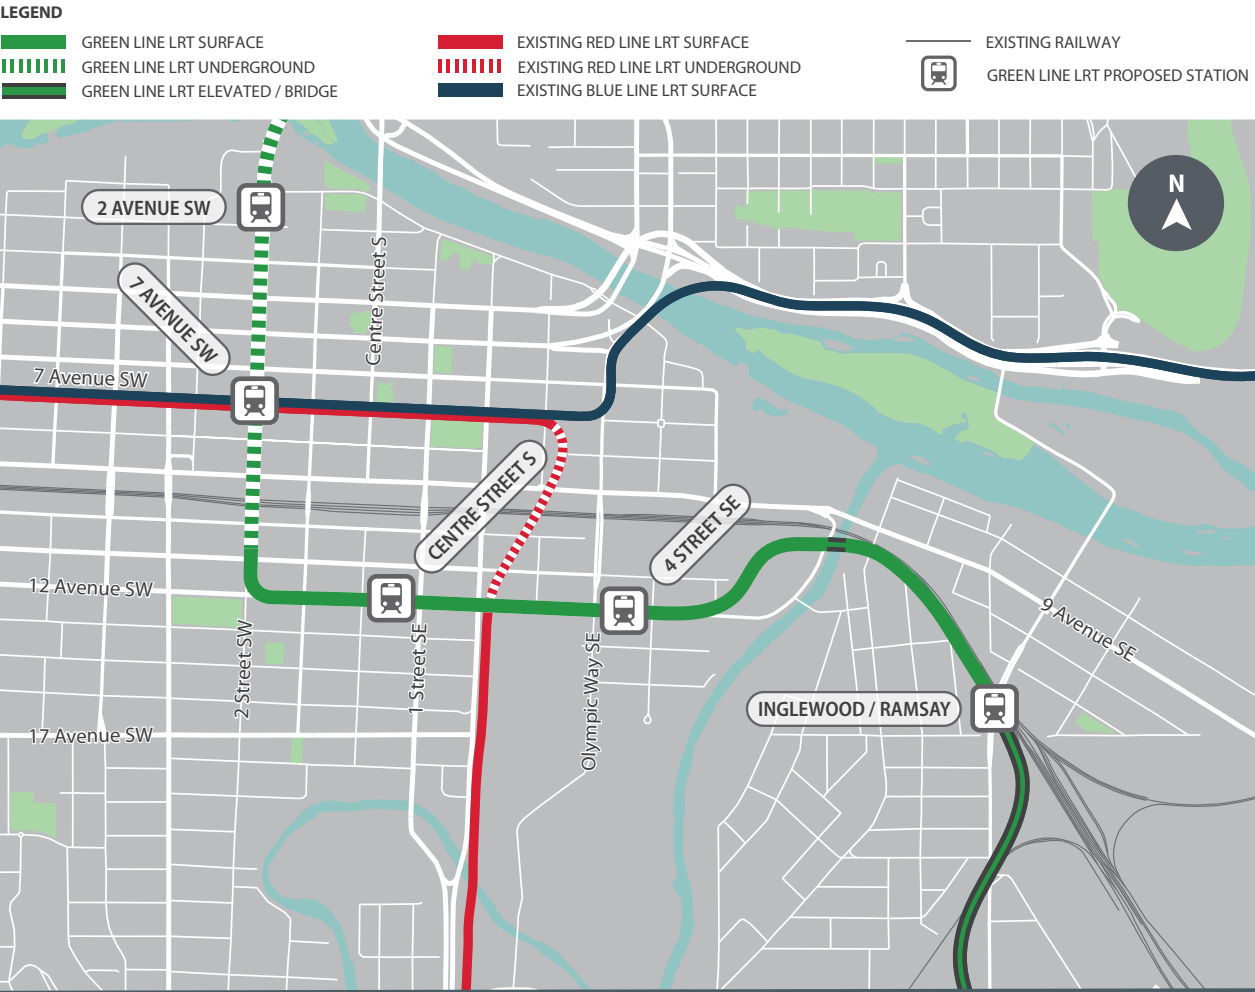 LEGEND
GREEN LINE LRT SURFACE
GREEN LINE LRT UNDERGROUND
GREEN LINE LRT ELEVATED / BRIDGE
EXISTING RED LINE LRT SURFACE
EXISTING RED LINE LRT UNDERGROUND
EXISTING BLUE LINE LRT SURFACE
EXISTING RAILWAY
GREEN LINE LRT PROPOSED STATION
N
2 AVENUE SW
7 AVENUE SW
Centre Street S
7 Avenue SW
CENTRE STREET S
4 STREET SE
12 Avenue SW
9 Avenue SE
2 Street SW
1 Street SE
Olympic Way SE
INGLEWOOD / RAMSAY
17 Avenue SW